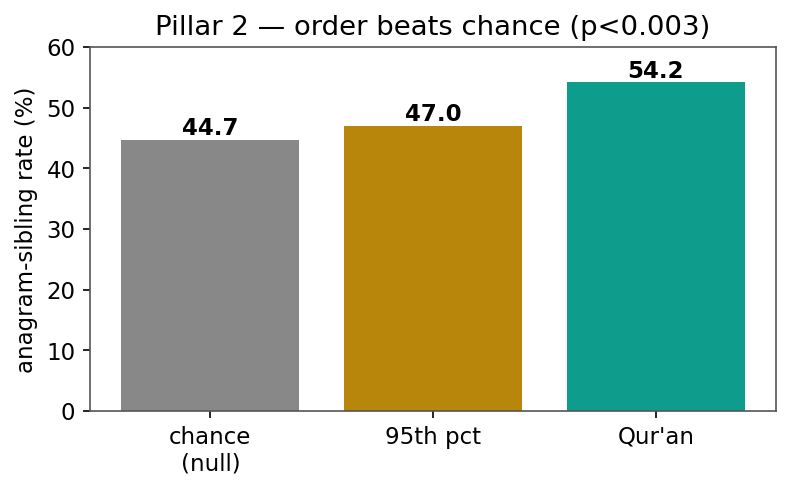 Pillar 2 — order beats chance (p<0.003)
anagram-sibling rate (%)
60
50
40
30
20
10
0
44.7
47.0
54.2
chance
(null)
95th pct
Qur'an